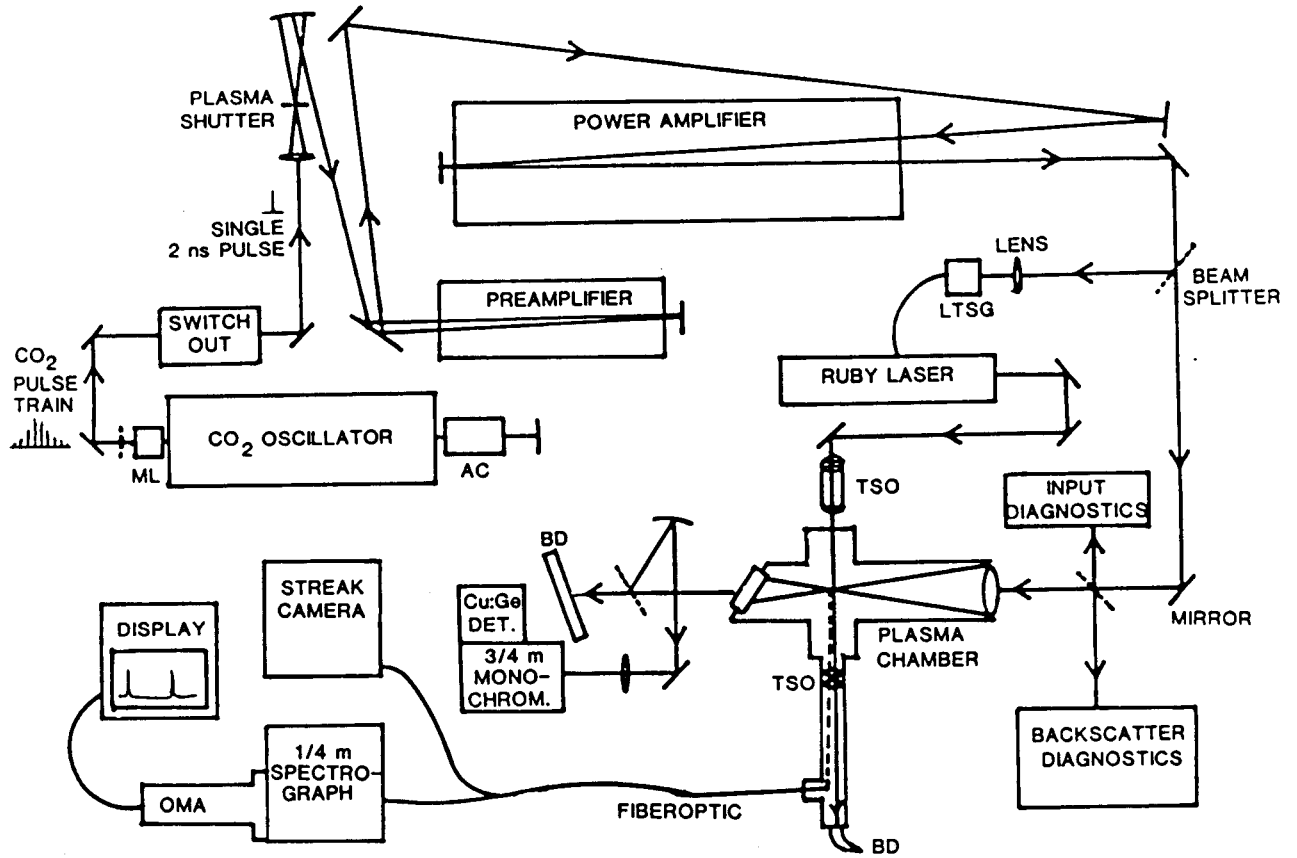 PLASMA
SHUTTER
POWER AMPLIFIER
SINGLE
2 ns PULSE
LENS
BEAM
SPLITTER
LTSG
PREAMPLIFIER
SWITCH
OUT
CO2
PULSE
TRAIN
RUBY LASER
CO2 OSCILLATOR
ML
AC
TSO
INPUT
DIAGNOSTICS
BD
STREAK
CAMERA
Cu:Ge
DET.
MIRROR
DISPLAY
PLASMA
CHAMBER
3/4 m
MONO-
CHROM.
TSO
BACKSCATTER
DIAGNOSTICS
1/4 m
SPECTRO-
GRAPH
OMA
FIBEROPTIC
BD